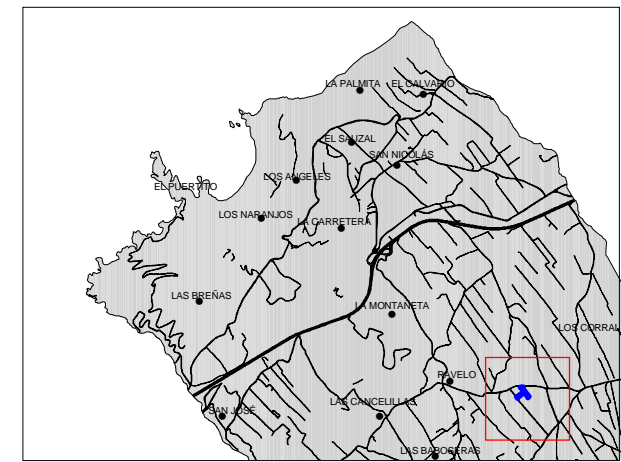 LA PALMITA
EL CALVARIO
EL SAUZAL
SAN NICOLÁS
LOS ANGELES
EL PUERTITO
LOS NARANJOS
LA CARRETERA
LAS BREÑAS
LA MONTAÑETA
LOS CORRAL
RAVELO
LAS CANCELILLAS
SAN JOSÉ
LAS BABOSERAS